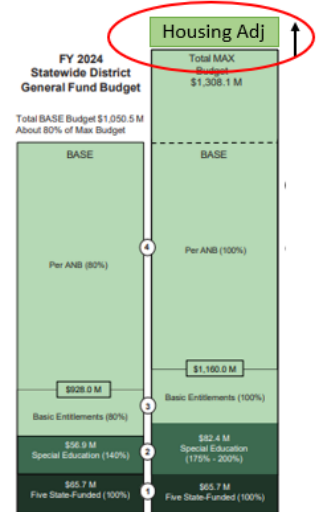 Housing Adj
FY 2024
Statewide District
General Fund Budget
Total MAX
Budget
$1,308.1 M
Total BASE Budget $1,050.5 M
About 80% of Max Budget
BASE
BASE
4
Per ANB (80%)
Per ANB (100%)
$1,160.0 M
$928.0 M
Basic Entitlements (100%)
3
Basic Entitlements (80%)
$56.9 M
Special Education (140%)
2
$82.4 M
Special Education
(175% - 200%)
$65.7 M
Five State-Funded (100%)
1
$65.7 M
Five State-Funded (100%)